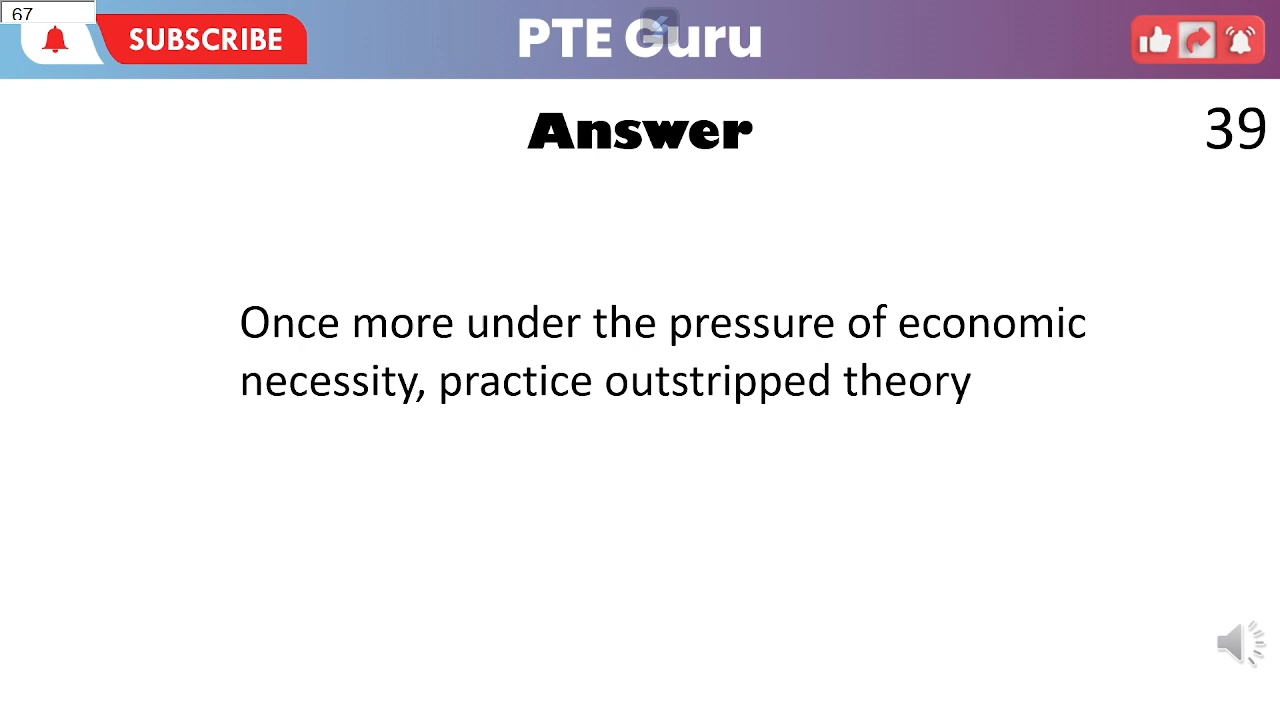 67
SUBSCRIBE
PTE Guru
Answer
39
Once more under the pressure of economic
necessity, practice outstripped theory